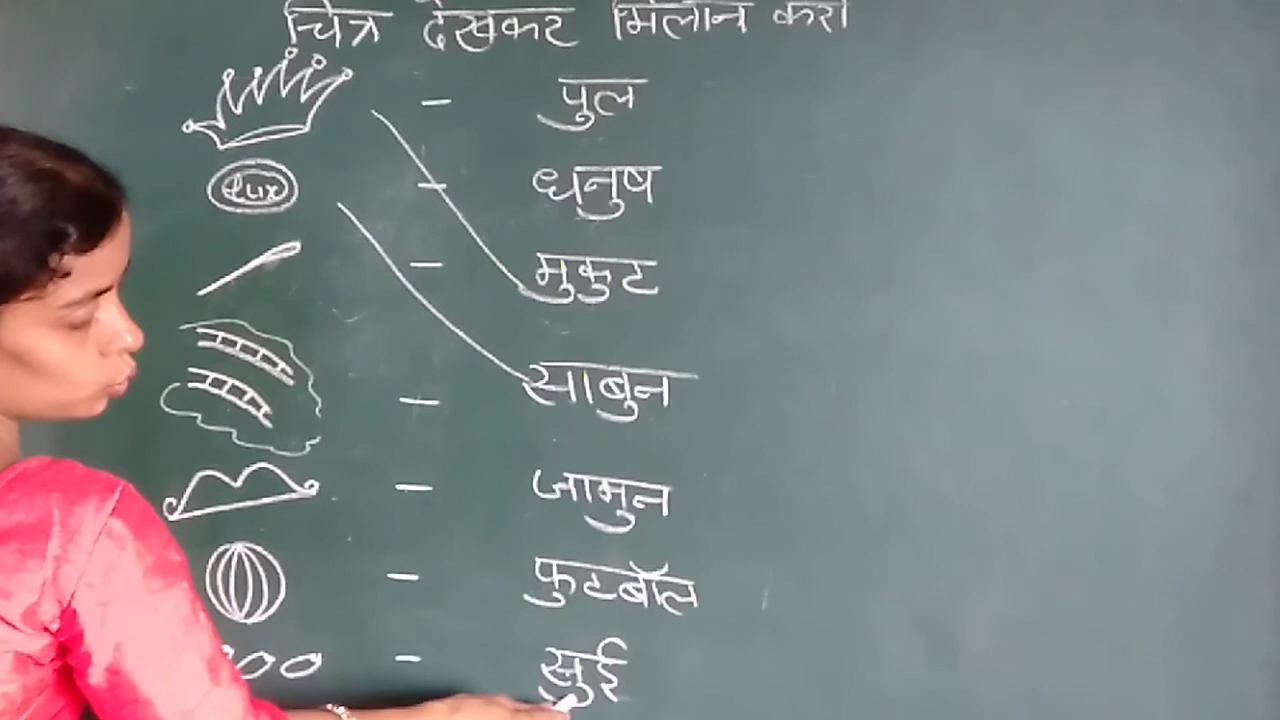 चित्र देखकर मिलान करो
- पुल
Lux - धनुष
- मुकुट
- साबुन
- जामुन
- फुटबॉल
- सुई